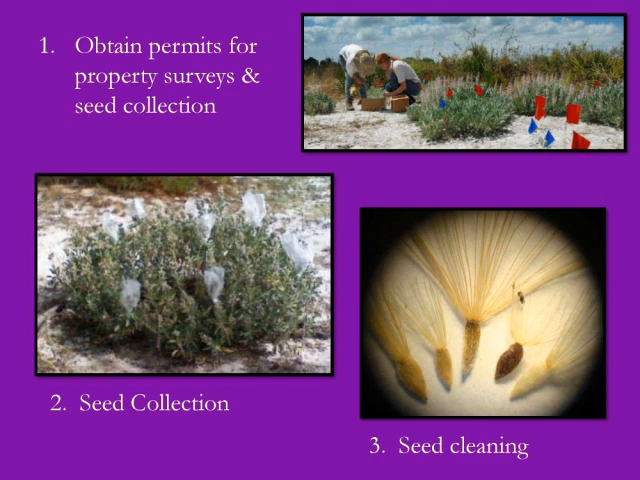 1. Obtain permits for
property surveys &
seed collection
2. Seed Collection
3. Seed cleaning